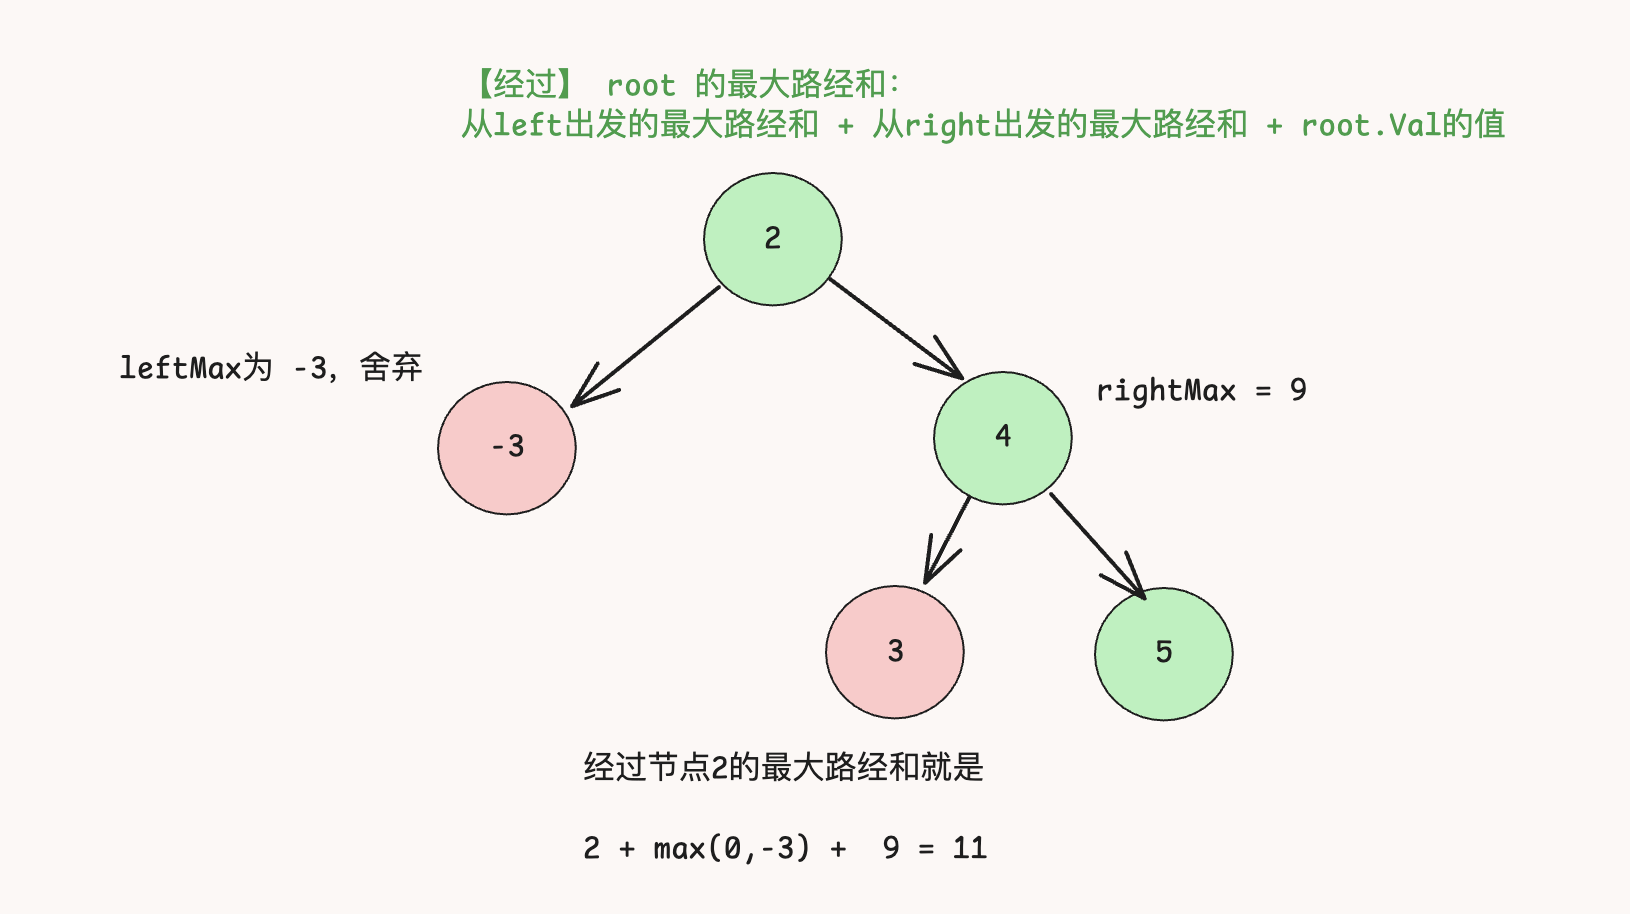 【经过】 root 的最大路经和：
从left出发的最大路经和 + 从right出发的最大路经和 + root.Val的值
2
leftMax为 -3，舍弃
rightMax = 9
-3
4
3
5
经过节点2的最大路经和就是
2 + max(0,-3) +  9 = 11